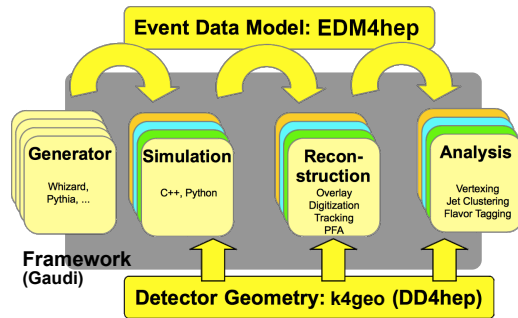 Event Data Model: EDM4hep
Generator
Whizard,
Pythia, ...
Simulation
C++, Python
Recon-
struction
Overlay
Digitization
Tracking
PFA
Analysis
Vertexing
Jet Clustering
Flavor Tagging
Framework
(Gaudi)
Detector Geometry: k4geo (DD4hep)